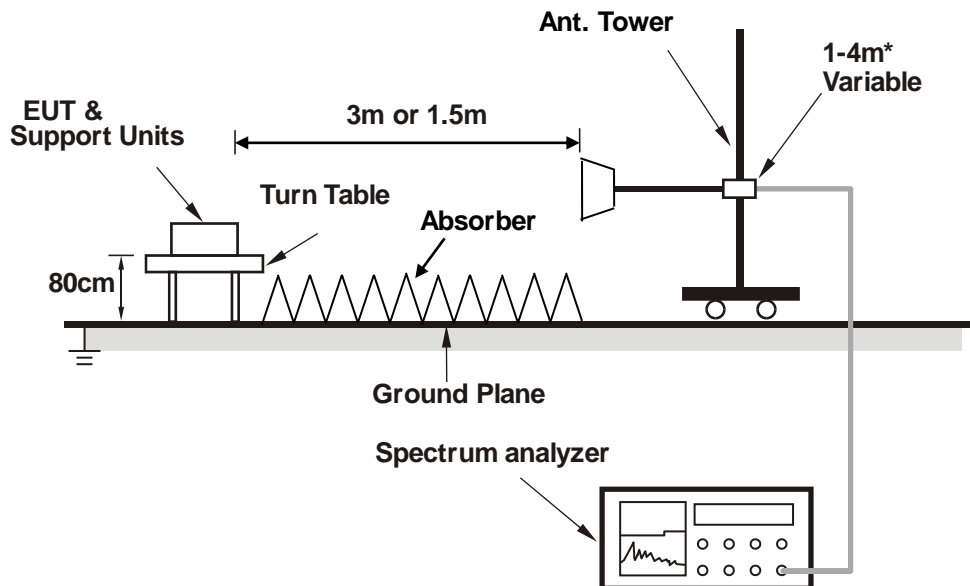 Ant. Tower
1-4m*
Variable
EUT &
Support Units
3m or 1.5m
Turn Table
Absorber
80cm
Ground Plane
Spectrum analyzer